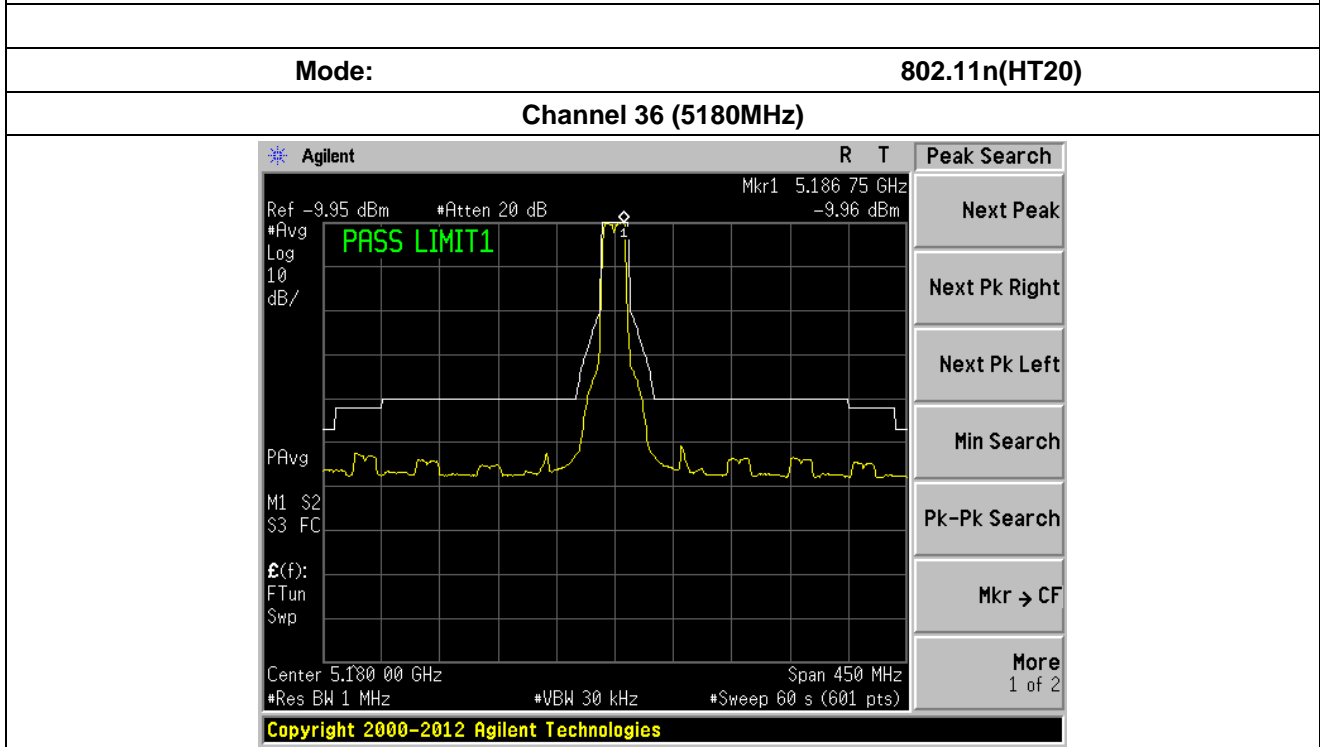 Mode: 802.11n(HT20)
Channel 36 (5180MHz)
Agilent R T Peak Search
Mkr1 5.186 75 GHz
Ref -9.95 dBm #Atten 20 dB -9.96 dBm
#Avg
Log
10
dB/
PASS LIMIT1
1
PAvg
M1 S2
S3 FC
£(f):
FTun
Swp
Center 5.180 00 GHz Span 450 MHz
#Res BW 1 MHz #VBW 30 kHz #Sweep 60 s (601 pts)
Copyright 2000-2012 Agilent Technologies
Next Peak
Next Pk Right
Next Pk Left
Min Search
Pk-Pk Search
Mkr → CF
More
1 of 2